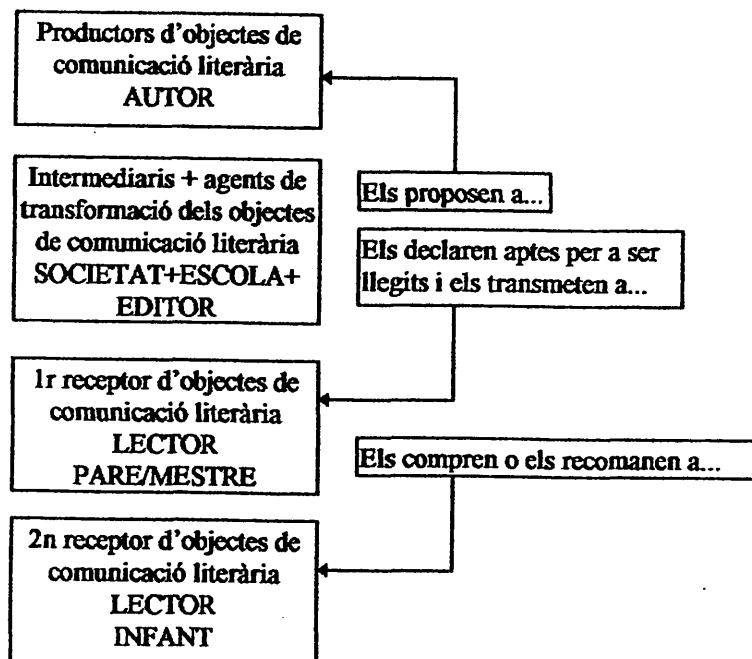 Productors d'objectes de
comunicació literària
AUTOR
Intermediaris + agents de
transformació dels objectes
de comunicació literària
SOCIETAT+ESCOLA+
EDITOR
Els proposen a...
Els declaren aptes per a ser
llegits i els transmeten a...
1r receptor d'objectes de
comunicació literària
LECTOR
PARE/MESTRE
Els compren o els recomanen a...
2n receptor d'objectes de
comunicació literària
LECTOR
INFANT